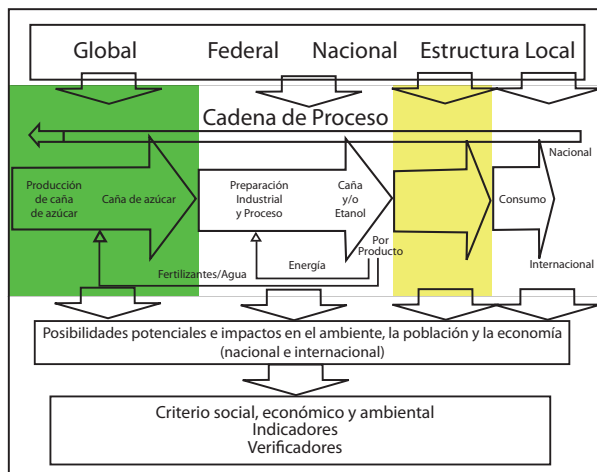 Global Federal Nacional Estructura Local
Cadena de Proceso
Nacional
Producción
de caña
de azúcar
Caña de azúcar
Preparación
Industrial
y Proceso
Caña
y/o
Etanol
Consumo
Por
Producto
Energía
Fertilizantes/Agua
Internacional
Posibilidades potenciales e impactos en el ambiente, la población y la economía
(nacional e internacional)
Criterio social, económico y ambiental
Indicadores
Verificadores